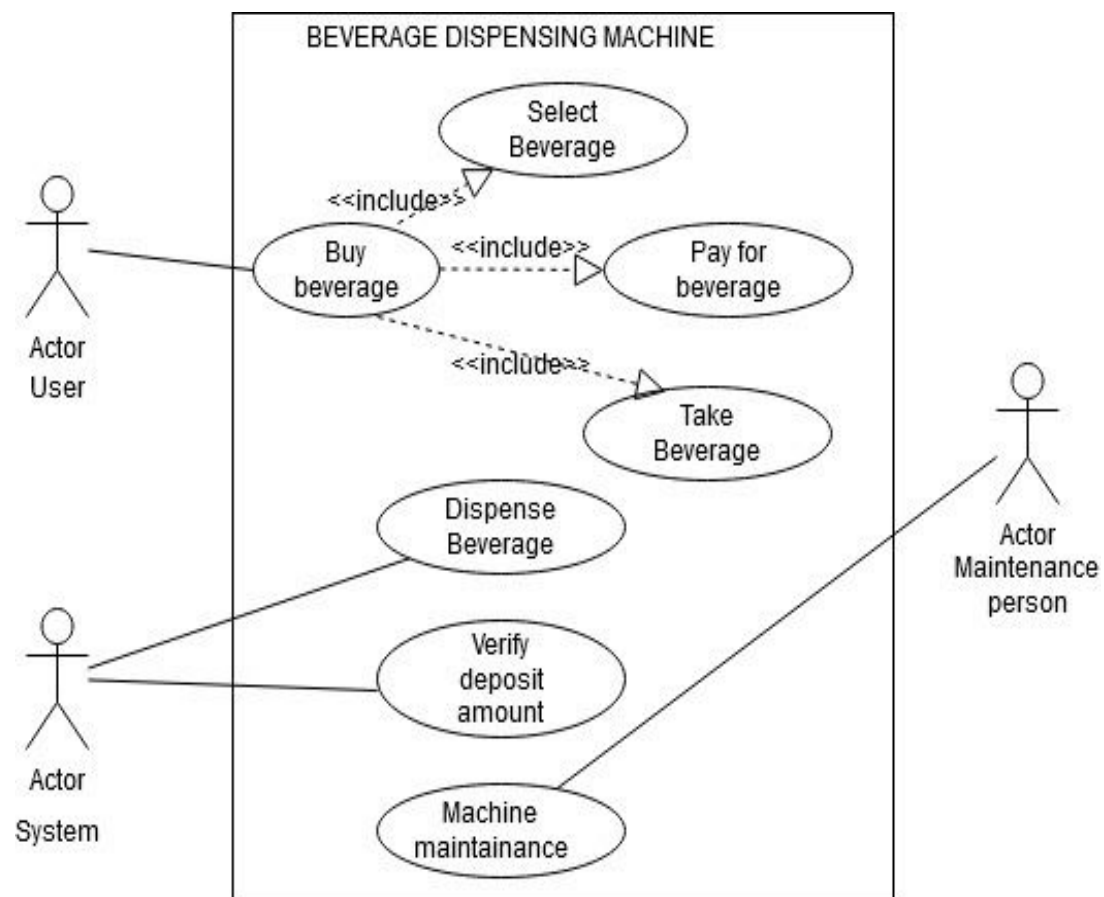 BEVERAGE DISPENSING MACHINE
Select
Beverage
<<include>>
Buy
beverage
<<include>>
Pay for
beverage
<<include>>
Take
Beverage
Actor
User
Dispense
Beverage
Actor
Maintenance
person
Verify
deposit
amount
Actor
System
Machine
maintainance